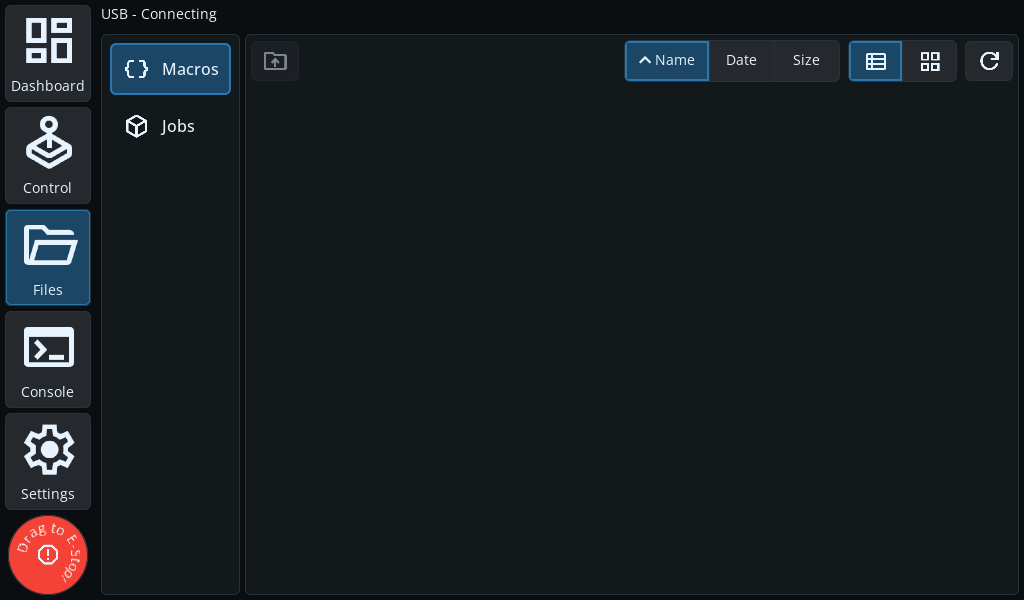 USB - Connecting
Dashboard
Control
Files
Console
Settings
Drag to E-Stop!
Macros
Jobs
Name
Date
Size